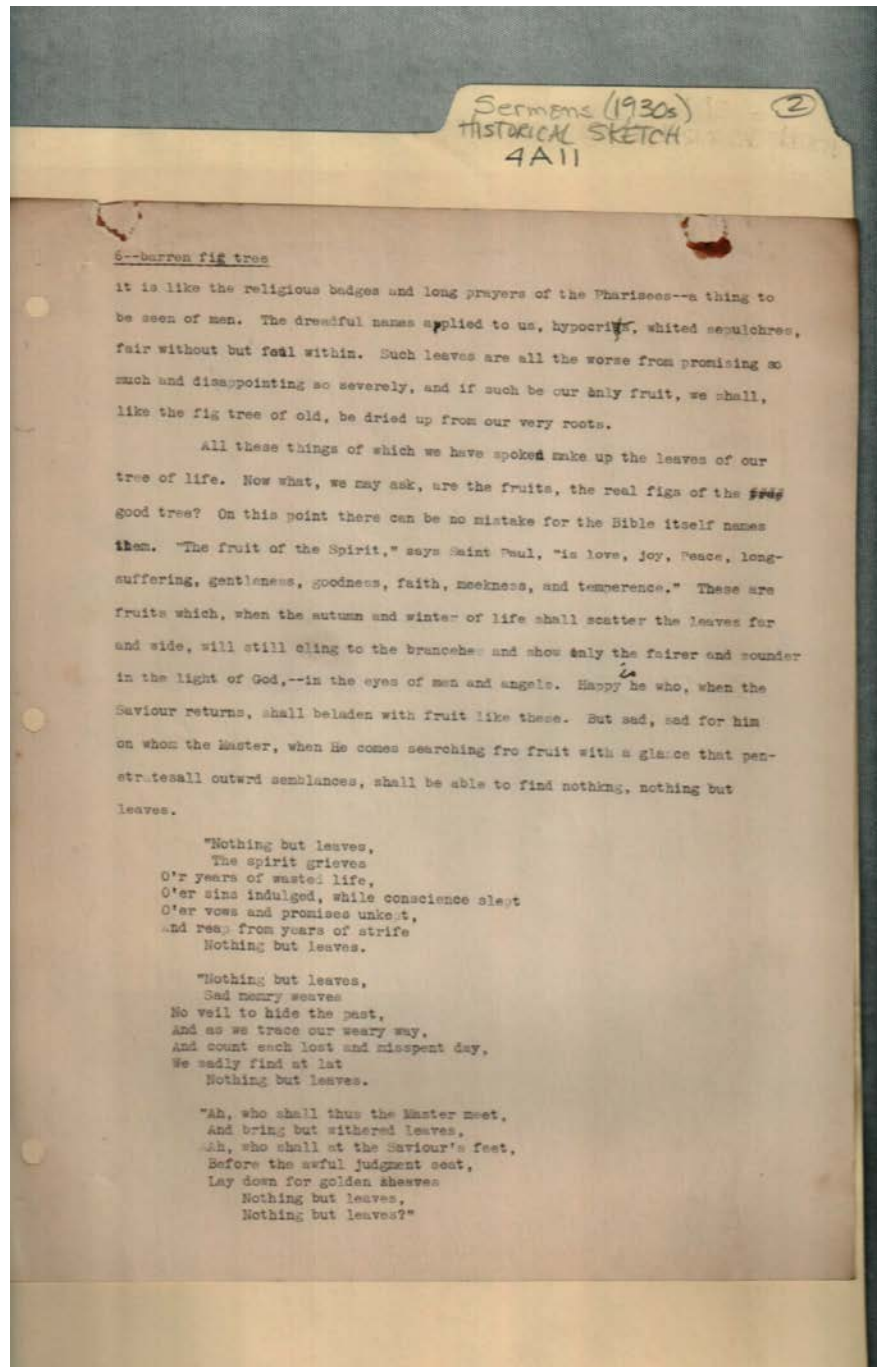 Sermons (1930s)
2
HISTORICAL SKETCH
4A11
6--barren fig tree
it is like the religious badges and long prayers of the Pharisees--a thing to
be seen of men. The dreadful names applied to us, hypocrits, whited sepulchres,
fair without but foul within. Such leaves are all the worse from promising so
much and disappointing so severely, and if such be our only fruit, we shall,
like the fig tree of old, be dried up from our very roots.
All these things of which we have spoken make up the leaves of our
tree of life. Now what, we may ask, are the fruits, the real figs of the
good tree? On this point there can be no mistake for the Bible itself names
them. "The fruit of the Spirit," says Saint Paul, "is love, joy, Peace, long-
suffering, gentleness, goodness, faith, meekness, and temperence." These are
fruits which, when the autumn and winter of life shall scatter the leaves far
and wide, will still cling to the brancehes and show only the fairer and sounder
in the light of God,--in the eyes of men and angels. Happy is he who, when the
Saviour returns, shall beladen with fruit like these. But sad, sad for him
on whom the Master, when He comes searching fro fruit with a glance that pen-
etratesall outwrd semblances, shall be able to find nothkng, nothing but
leaves.
"Nothing but leaves,
The spirit grieves
O'r years of wasted life,
O'er sins indulged, while conscience slept
O'er vows and promises unkept,
And reap from years of strife
Nothing but leaves.
"Nothing but leaves,
Sad memry weaves
No veil to hide the past,
And as we trace our weary way,
And count each lost and misspent day,
We sadly find at lat
Nothing but leaves.
"Ah, who shall thus the Master meet,
And bring but withered leaves,
Ah, who shall at the Saviour's feet,
Before the awful judgment seat,
Lay down for golden sheaves
Nothing but leaves,
Nothing but leaves?"